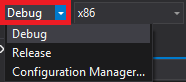 Debug x86
Debug
Release
Configuration Manager...